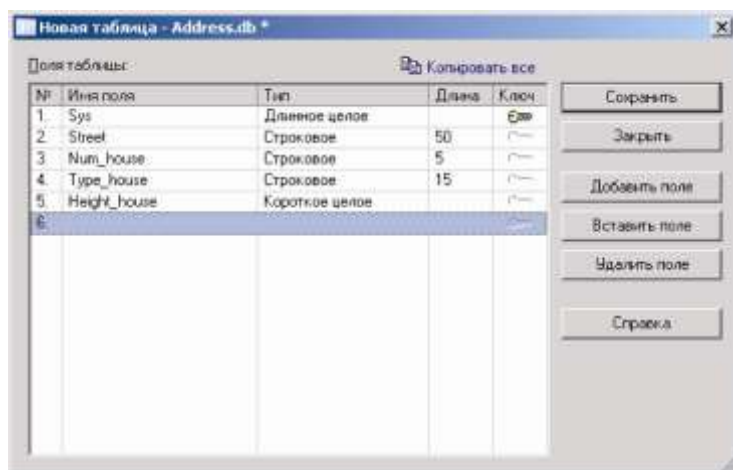 Новая таблица - Address.db *
Поля таблицы:
Копировать все
№ Имя поля Тип Длина Ключ
1. Sys Длинное целое
2. Street Строковое 50
3. Num_house Строковое 5
4. Type_house Строковое 15
5. Height_house Короткое целое
6.
Сохранить
Закрыть
Добавить поле
Вставить поле
Удалить поле
Справка